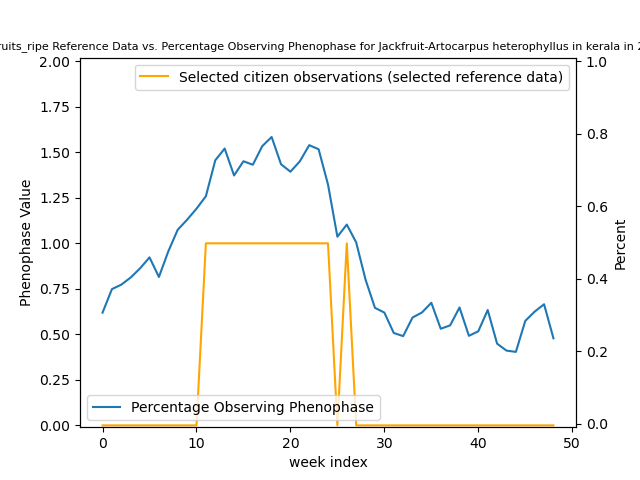 ruits_ripe Reference Data vs. Percentage Observing Phenophase for Jackfruit-Artocarpus heterophyllus in kerala in 2
Selected citizen observations (selected reference data)
Percentage Observing Phenophase
Phenophase Value
2.00
1.75
1.50
1.25
1.00
0.75
0.50
0.25
0.00
1.0
0.8
0.6
0.4
0.2
0.0
Percent
0 10 20 30 40 50
week index